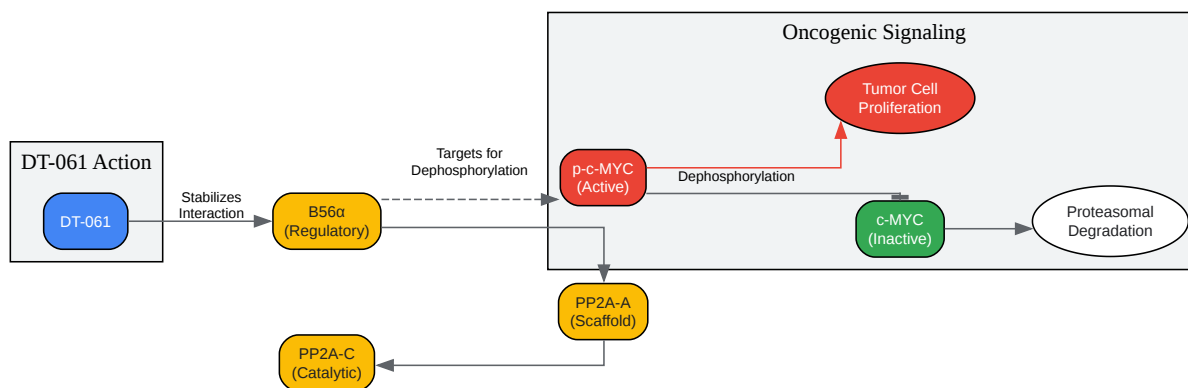 Oncogenic Signaling
Tumor Cell
Proliferation
DT-061 Action
DT-061
Stabilizes
Interaction
B56α
(Regulatory)
Targets for
Dephosphorylation
p-c-MYC
(Active)
Dephosphorylation
c-MYC
(Inactive)
Proteasomal
Degradation
PP2A-A
(Scaffold)
PP2A-C
(Catalytic)